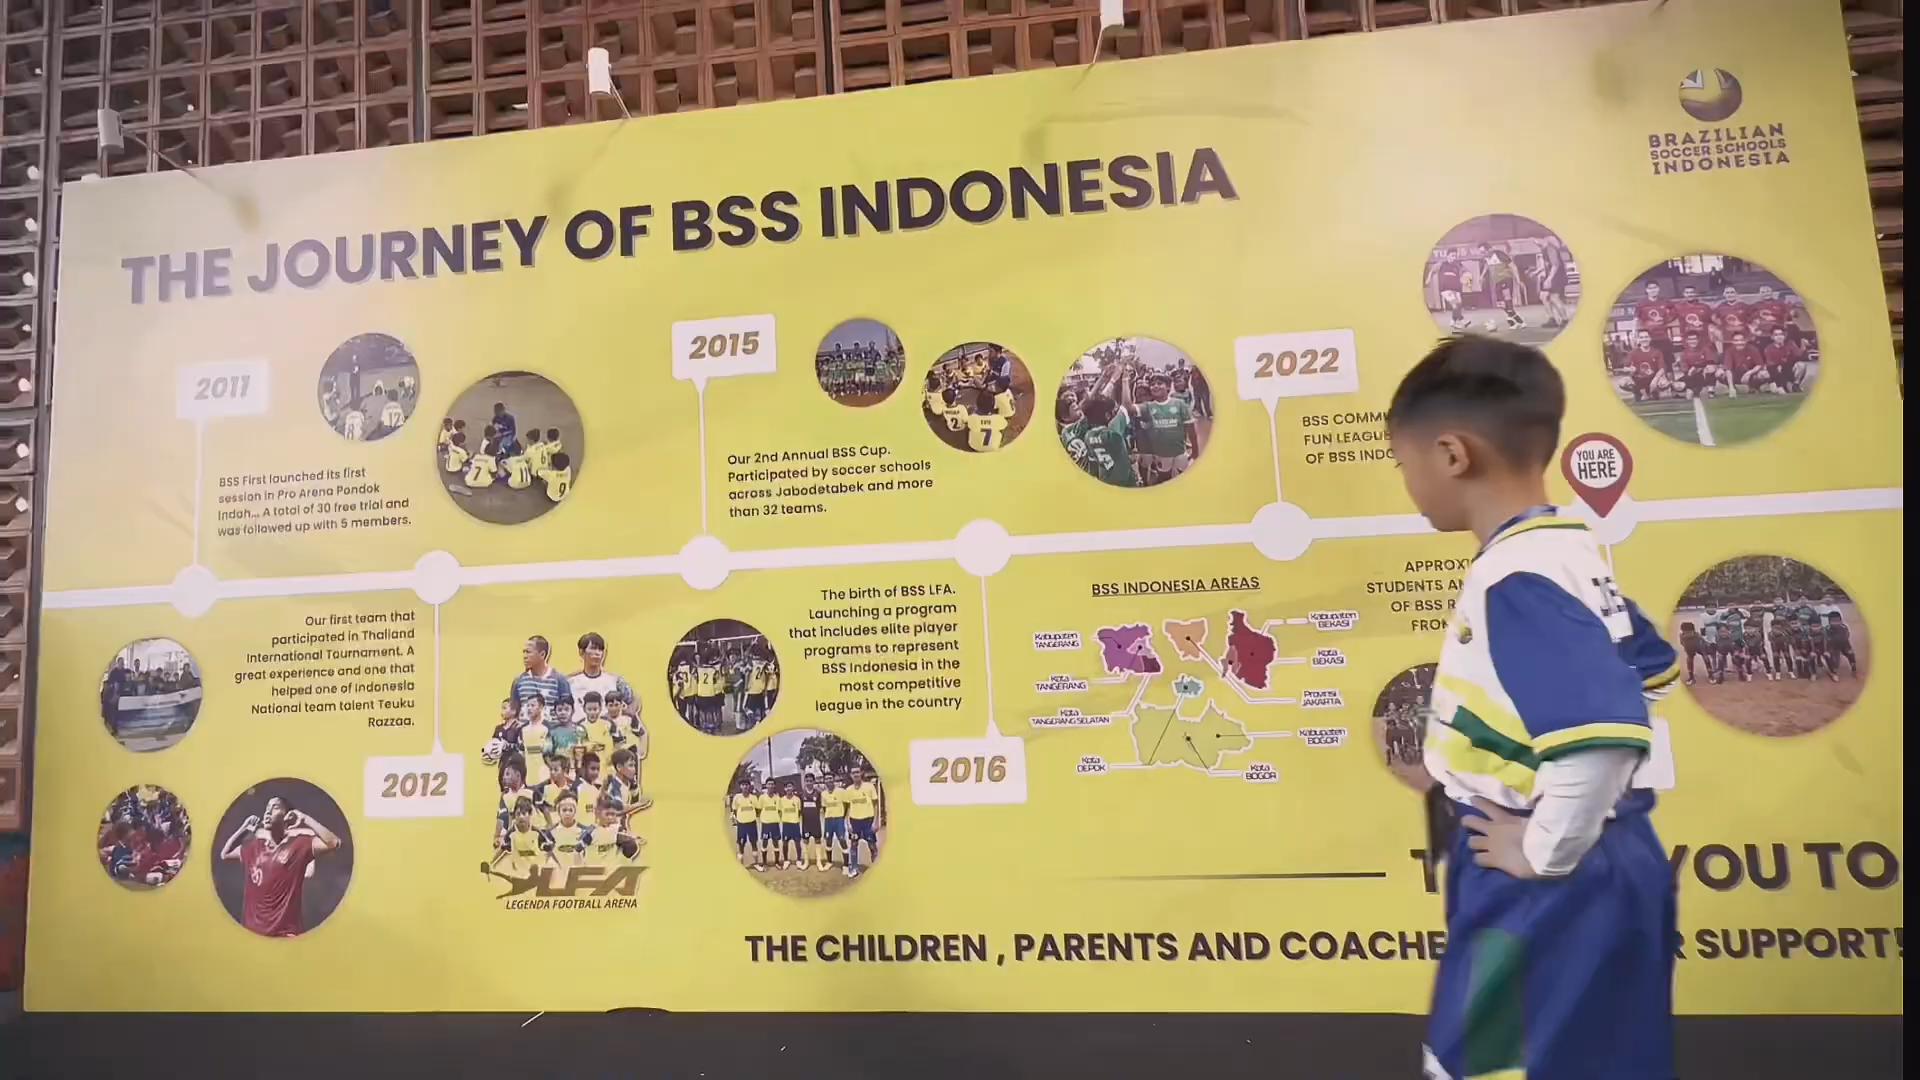 BRAZILIAN
SOCCER SCHOOLS
INDONESIA
THE JOURNEY OF BSS INDONESIA
2011
BSS First launched its first
session in Pro Arena Pondok
Indah... A total of 30 free trial and
was followed up with 5 members.
2015
Our 2nd Annual BSS Cup.
Participated by soccer schools
across Jabodetabek and more
than 32 teams.
2022
BSS COMM
FUN LEAGUE
OF BSS INDO
YOU ARE
HERE
Our first team that
participated in Thailand
International Tournament. A
great experience and one that
helped one of Indonesia
National team talent Teuku
Razzaa.
2012
LFA
LEGENDA FOOTBALL ARENA
The birth of BSS LFA.
Launching a program
that includes elite player
programs to represent
BSS Indonesia in the
most competitive
league in the country
2016
BSS INDONESIA AREAS
Kabupaten
TANGERANG
Kota
TANGERANG
Kota
TANGERANG SELATAN
Kota
DEPOK
Kabupaten
BEKASI
Kota
BEKASI
Provinsi
JAKARTA
Kabupaten
BOGOR
Kota
BOGOR
APPROXI
STUDENTS AN
OF BSS R
FROM
T YOU TO
THE CHILDREN , PARENTS AND COACHE R SUPPORT!